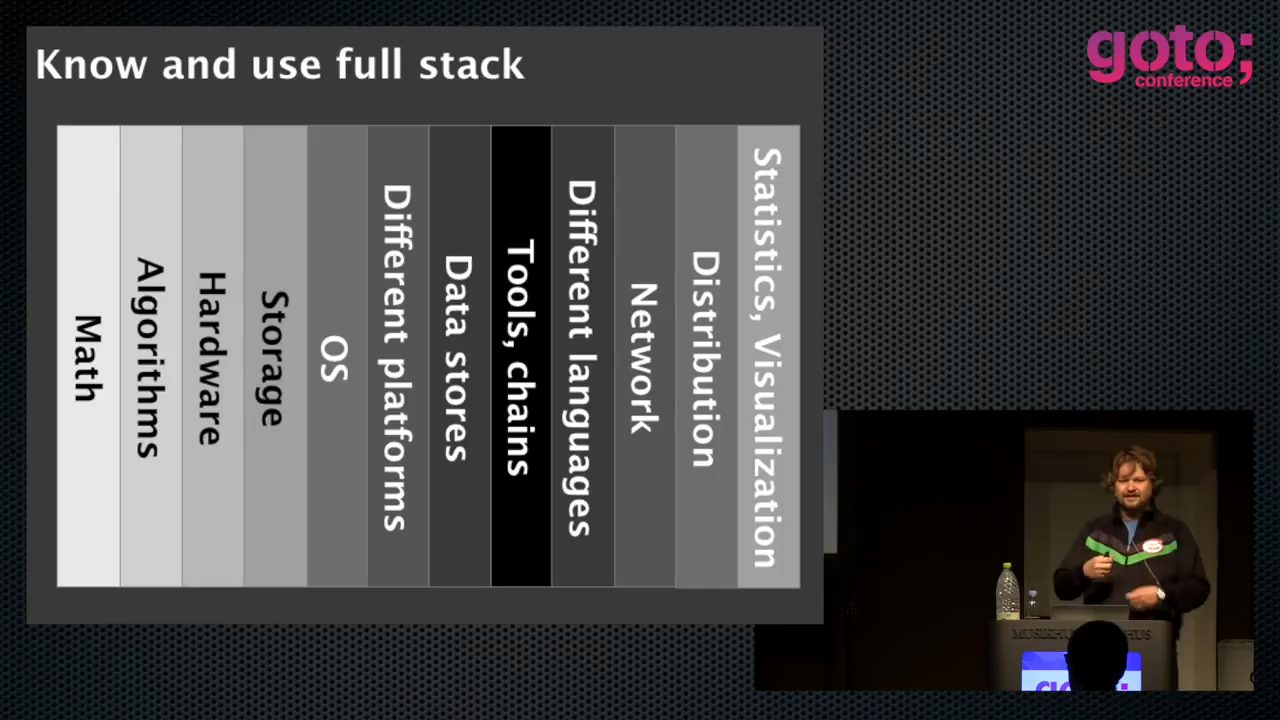 Know and use full stack
goto;
conference
Math
Algorithms
Hardware
Storage
OS
Different platforms
Data stores
Tools, chains
Different languages
Network
Distribution
Statistics, Visualization